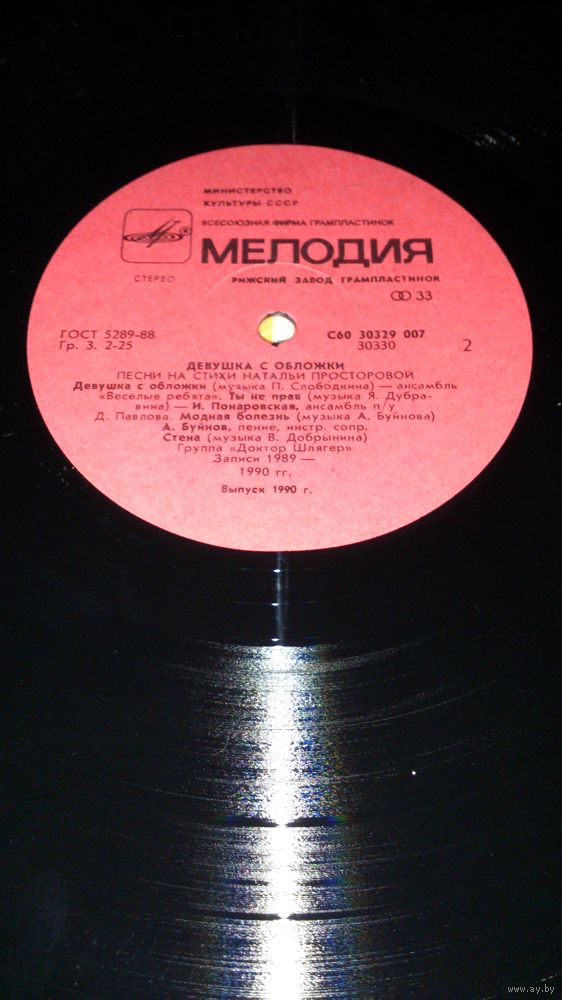 МИНИСТЕРСТВО
КУЛЬТУРЫ СССР
ВСЕСОЮЗНАЯ ФИРМА ГРАМПЛАСТИНОК
®
МЕЛОДИЯ
СТЕРЕО
РИЖСКИЙ ЗАВОД ГРАМПЛАСТИНОК
33
ГОСТ 5289-88
С60 30329 007
Гр. 3. 2-25
30330
2
ДЕВУШКА С ОБЛОЖКИ
ПЕСНИ НА СТИХИ НАТАЛЬИ ПРОСТОРОВОЙ
Девушка с обложки (музыка П. Слободкина) — ансамбль
«Веселые ребята». Ты не прав (музыка Я. Дубра-
вина) — И. Понаровская, ансамбль п/у
Д. Павлова. Модная болезнь (музыка А. Буйнова)
А. Буйнов, пение, инстр. сопр.
Стена (музыка В. Добрынина)
Группа «Доктор Шлягер»
Записи 1989 —
1990 гг.
Выпуск 1990 г.
www.ay.by